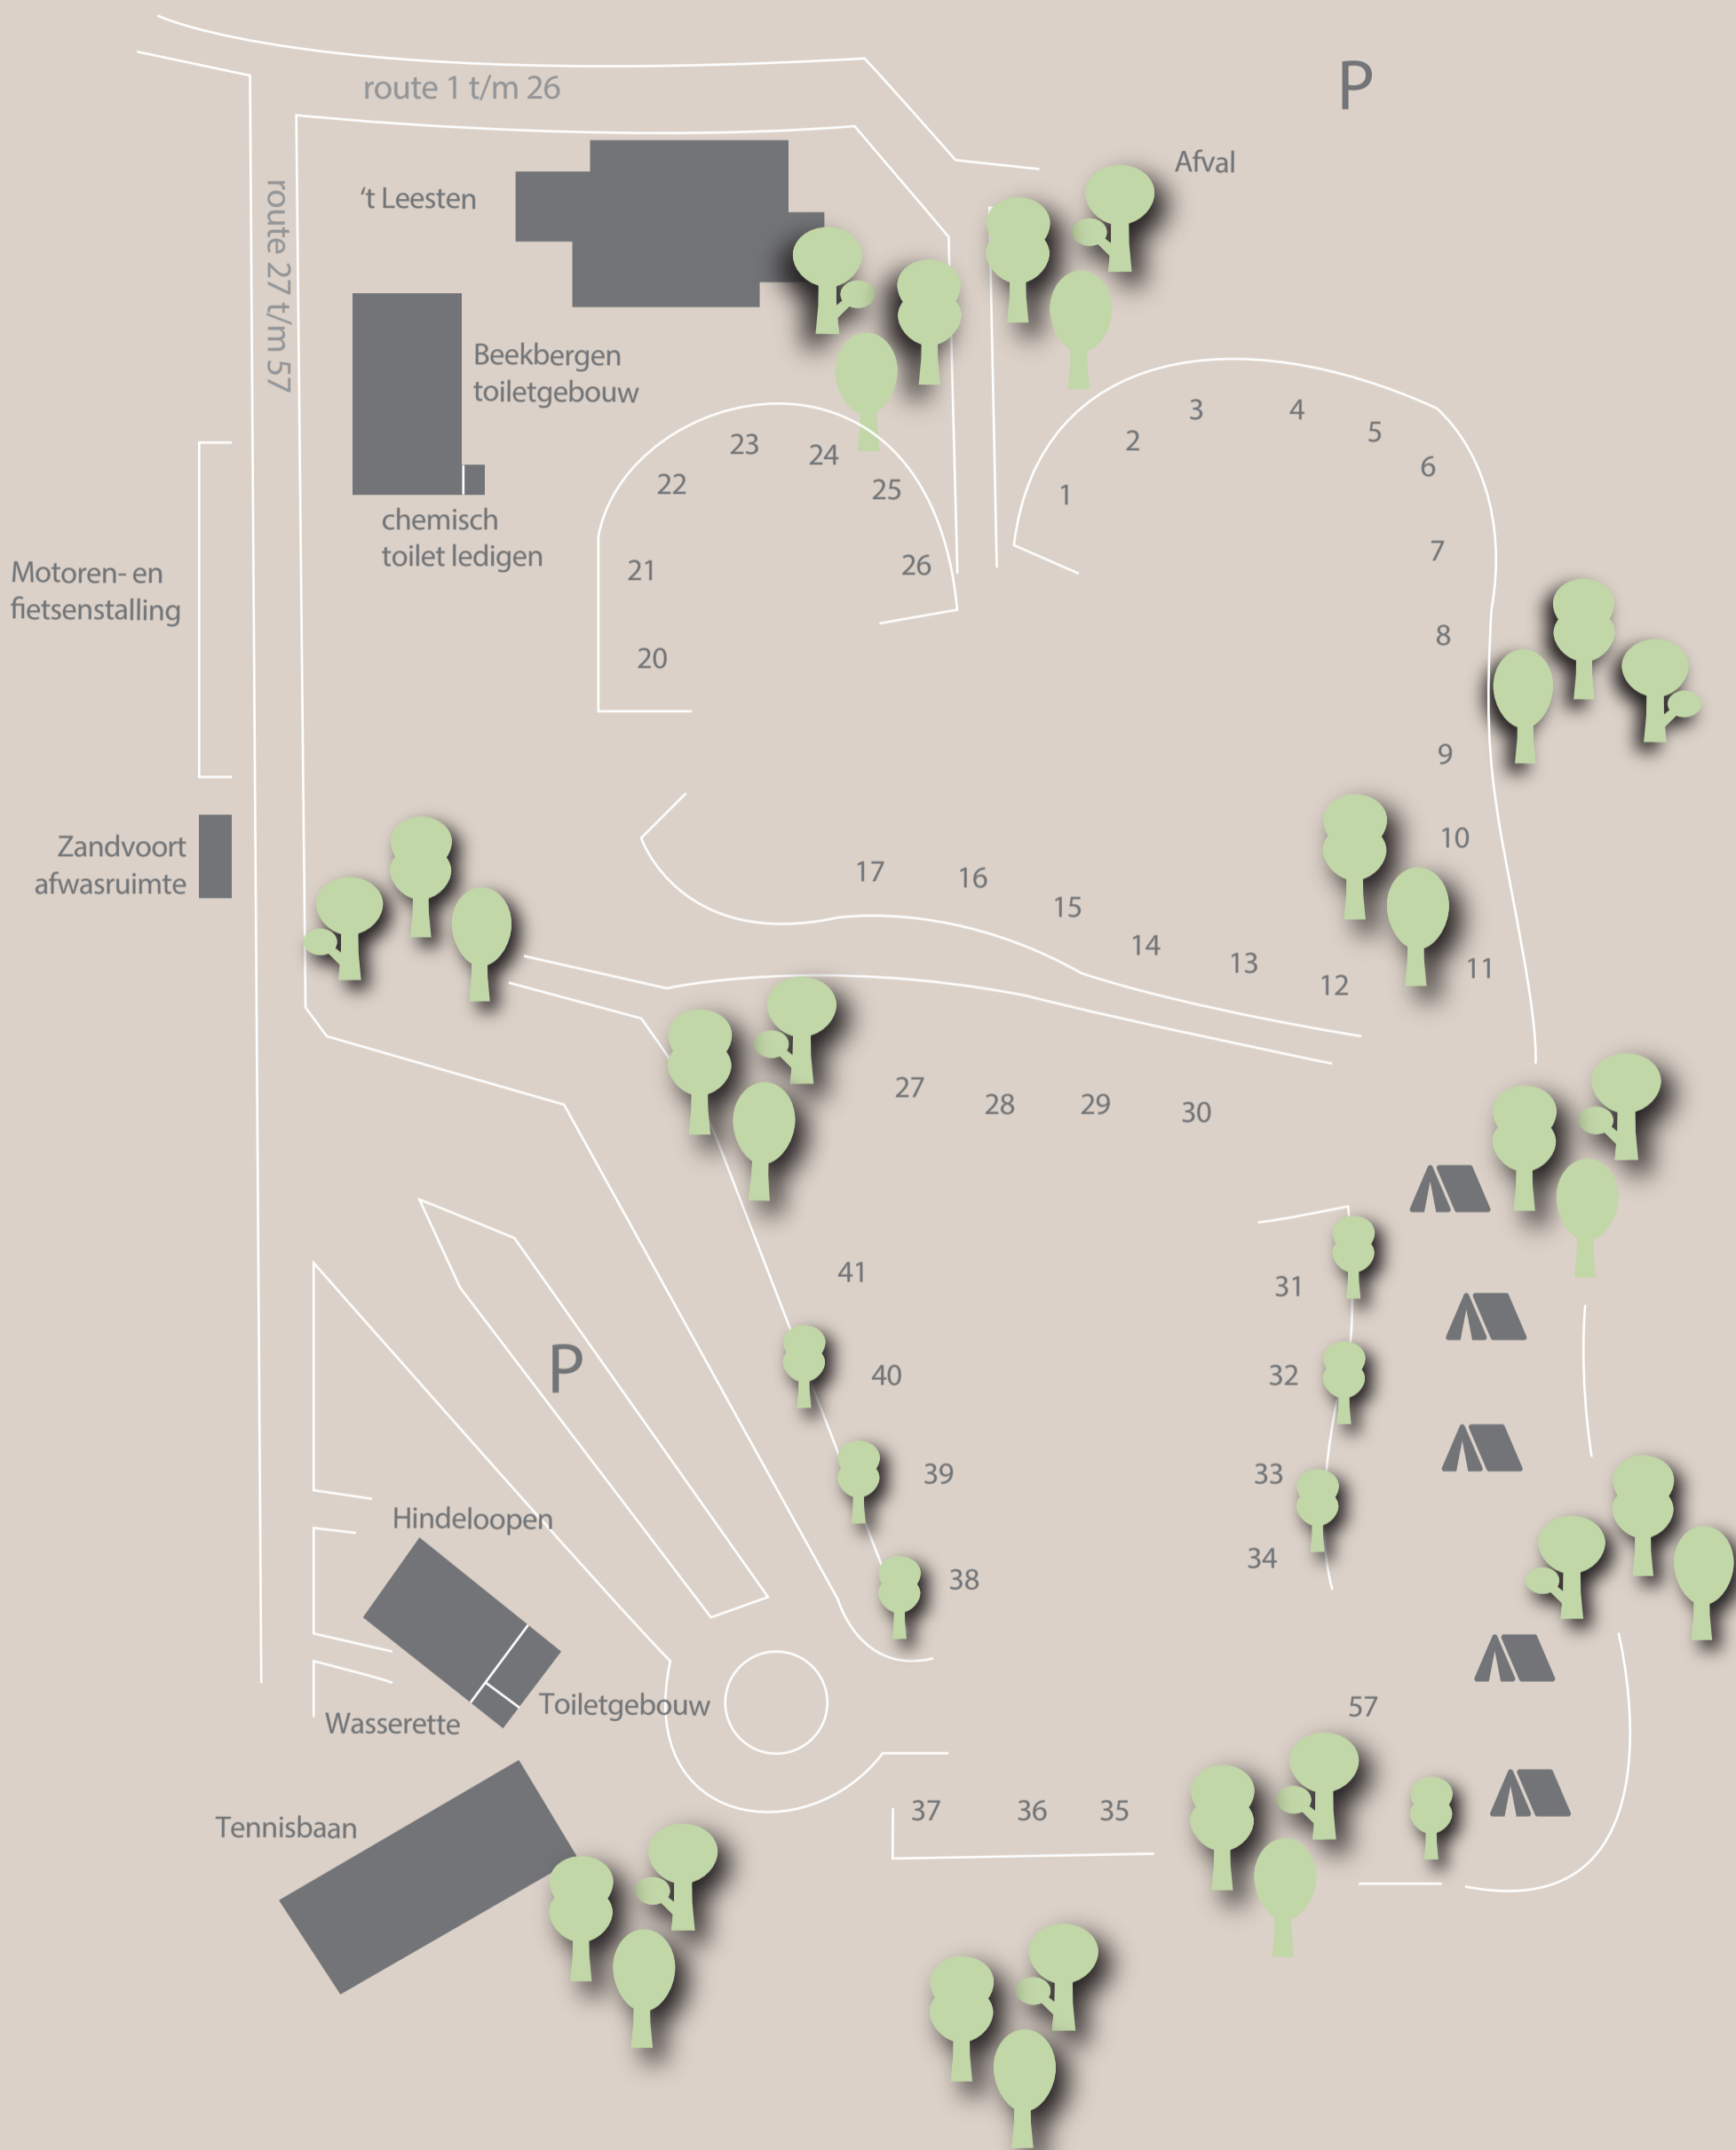 route 1 t/m 26
P
Afval
't Leesten
route 27 t/m 57
Beekbergen
toiletgebouw
chemisch
toilet ledigen
Motoren- en
fietsenstalling
Zandvoort
afwasruimte
1
2
3
4
5
6
7
8
9
10
11
12
13
14
15
16
17
20
21
22
23
24
25
26
27
28
29
30
31
32
33
34
35
36
37
38
39
40
41
57
P
Hindeloopen
Toiletgebouw
Wasserette
Tennisbaan